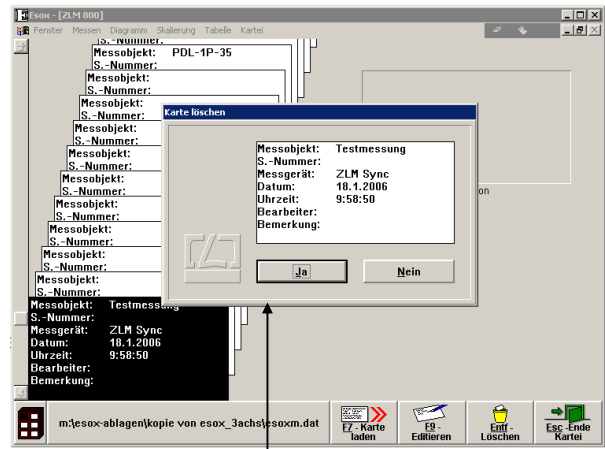 Esox - [ZLM 800]
Fenster Messen Diagramm Skalierung Tabelle Kartei
S.-Nummer:
Messobjekt: PDL-1P-35
S.-Nummer:
Messobjekt:
S.-Nummer:
Messobjekt:
S.-Nummer:
Messobjekt:
S.-Nummer:
Messobjekt:
S.-Nummer:
Messobjekt:
S.-Nummer:
Messobjekt:
S.-Nummer:
Messobjekt:
S.-Nummer:
Messobjekt:
S.-Nummer:
Messobjekt:
S.-Nummer:
Messobjekt: Testmessung
S.-Nummer:
Messgerät: ZLM Sync
Datum: 18.1.2006
Uhrzeit: 9:58:50
Bearbeiter:
Bemerkung:
Karte löschen
Messobjekt: Testmessung
S.-Nummer:
Messgerät: ZLM Sync
Datum: 18.1.2006
Uhrzeit: 9:58:50
Bearbeiter:
Bemerkung:
Ja
Nein
on
m:\esox-ablagen\kopie von esox_3achs\esoxm.dat
F7 - Karte
laden
F9 -
Editieren
Entf -
Löschen
Esc -Ende
Kartei